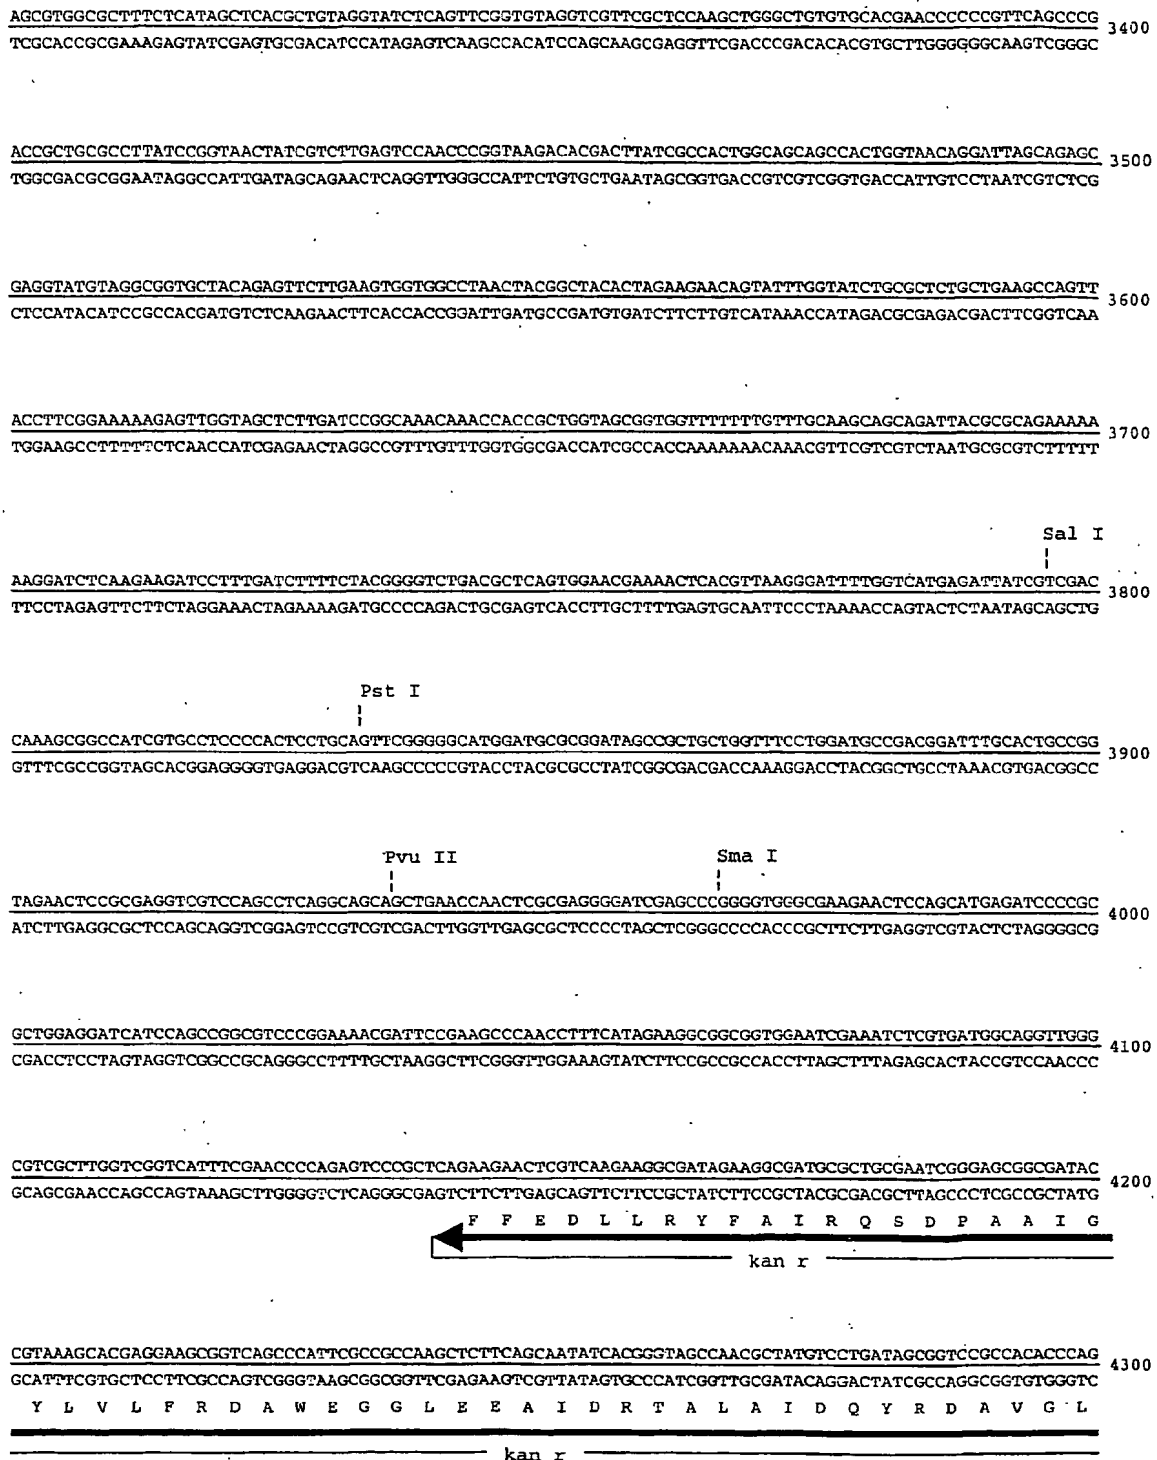 AGCGTGGCGCTTTCTCATAGCTCACGCTGTAGGTATCTCAGTTCGGTGTAGGTCGTTCGCTCCAAGCTGGGCTGTGTGCACGAACCCCCCGTTCAGCCCG
3400
TCGCACCGCGAAAGAGTATCGAGTGCGACATCCATAGAGTCAAGCCACATCCAGCAAGCGAGGTTCGACCCGACACACGTGCTTGGGGGGCAAGTCGGGC
ACCGCTGCGCCTTATCCGGTAACTATCGTCTTGAGTCCAACCCGGTAAGACACGACTTATCGCCACTGGCAGCAGCCACTGGTAACAGGATTAGCAGAGC
3500
TGGCGACGCGGAATAGGCCATTGATAGCAGAACTCAGGTTGGGCCATTCTGTGCTGAATAGCGGTGACCGTCGTCGGTGACCATTGTCCTAATCGTCTCG
GAGGTATGTAGGCGGTGCTACAGAGTTCTTGAAGTGGTGGCCTAACTACGGCTACACTAGAAGAACAGTATTTGGTATCTGCGCTCTGCTGAAGCCAGTT
3600
CTCCATACATCCGCCACGATGTCTCAAGAACTTCACCACCGGATTGATGCCGATGTGATCTTCTTGTCATAAACCATAGACGCGAGACGACTTCGGTCAA
ACCTTCGGAAAAAGAGTTGGTAGCTCTTGATCCGGCAAACAAACCACCGCTGGTAGCGGTGGTTTTTTTGTTTGCAAGCAGCAGATTACGCGCAGAAAAA
3700
TGGAAGCCTTTTTCTCAACCATCGAGAACTAGGCCGTTTGTTTGGTGGCGACCATCGCCACCAAAAAAACAAACGTTCGTCGTCTAATGCGCGTCTTTTT
Sal I
AAGGATCTCAAGAAGATCCTTTGATCTTTTCTACGGGGTCTGACGCTCAGTGGAACGAAAACTCACGTTAAGGGATTTTGGTCATGAGATTATCGTCGAC
3800
TTCCTAGAGTTCTTCTAGGAAACTAGAAAAGATGCCCCAGACTGCGAGTCACCTTGCTTTTGAGTGCAATTCCCTAAAACCAGTACTCTAATAGCAGCTG
Pst I
CAAAGCGGCCATCGTGCCTCCCCACTCCTGCAGTTCGGGGGCATGGATGCGCGGATAGCCGCTGCTGGTTTCCTGGATGCCGACGGATTTGCACTGCCGG
3900
GTTTCGCCGGTAGCACGGAGGGGTGAGGACGTCAAGCCCCCGTACCTACGCGCCTATCGGCGACGACCAAAGGACCTACGGCTGCCTAAACGTGACGGCC
Pvu II Sma I
TAGAACTCCGCGAGGTCGTCCAGCCTCAGGCAGCAGCTGAACCAACTCGCGAGGGGATCGAGCCCGGGGTGGGCGAAGAACTCCAGCATGAGATCCCCGC
4000
ATCTTGAGGCGCTCCAGCAGGTCGGAGTCCGTCGTCGACTTGGTTGAGCGCTCCCCTAGCTCGGGCCCCACCCGCTTCTTGAGGTCGTACTCTAGGGGCG
GCTGGAGGATCATCCAGCCGGCGTCCCGGAAAACGATTCCGAAGCCCAACCTTTCATAGAAGGCGGCGGTGGAATCGAAATCTCGTGATGGCAGGTTGGG
4100
CGACCTCCTAGTAGGTCGGCCGCAGGGCCTTTTGCTAAGGCTTCGGGTTGGAAAGTATCTTCCGCCGCCACCTTAGCTTTAGAGCACTACCGTCCAACCC
CGTCGCTTGGTCGGTCATTTCGAACCCCAGAGTCCCGCTCAGAAGAACTCGTCAAGAAGGCGATAGAAGGCGATGCGCTGCGAATCGGGAGCGGCGATAC
4200
GCAGCGAACCAGCCAGTAAAGCTTGGGGTCTCAGGGCGAGTCTTCTTGAGCAGTTCTTCCGCTATCTTCCGCTACGCGACGCTTAGCCCTCGCCGCTATG
F F E D L L R Y F A I R Q S D P A A I G
kan r
CGTAAAGCACGAGGAAGCGGTCAGCCCATTCGCCGCCAAGCTCTTCAGCAATATCACGGGTAGCCAACGCTATGTCCTGATAGCGGTCCGCCACACCCAG
4300
GCATTTCGTGCTCCTTCGCCAGTCGGGTAAGCGGCGGTTCGAGAAGTCGTTATAGTGCCCATCGGTTGCGATACAGGACTATCGCCAGGCGGTGTGGGTC
Y L V L F R D A W E G G L E E A I D R T A L A I D Q Y R D A V G L
kan r